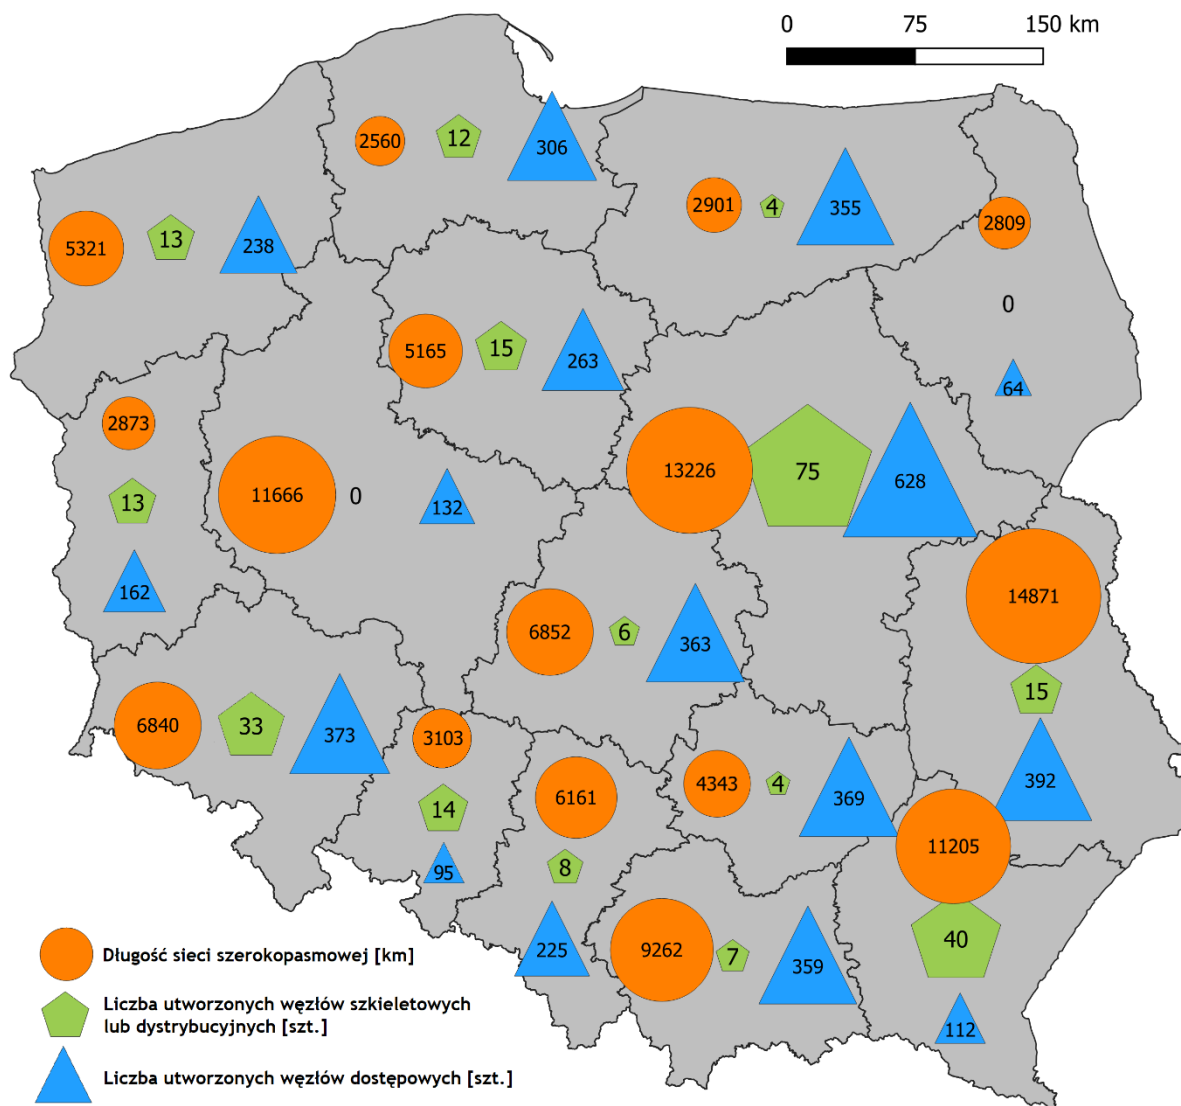 0 75 150 km
2560 12 306
2901 4 355
2809
0
64
5321 13 238
5165 15 263
2873
13
162
11666 0 132
13226 75 628
14871
15
392
6852 6 363
6840 33 373
3103
14
95
6161
8
225
4343 4 369
11205
40
112
9262 7 359
Długość sieci szerokopasmowej [km]
Liczba utworzonych węzłów szkieletowych
lub dystrybucyjnych [szt.]
Liczba utworzonych węzłów dostępowych [szt.]